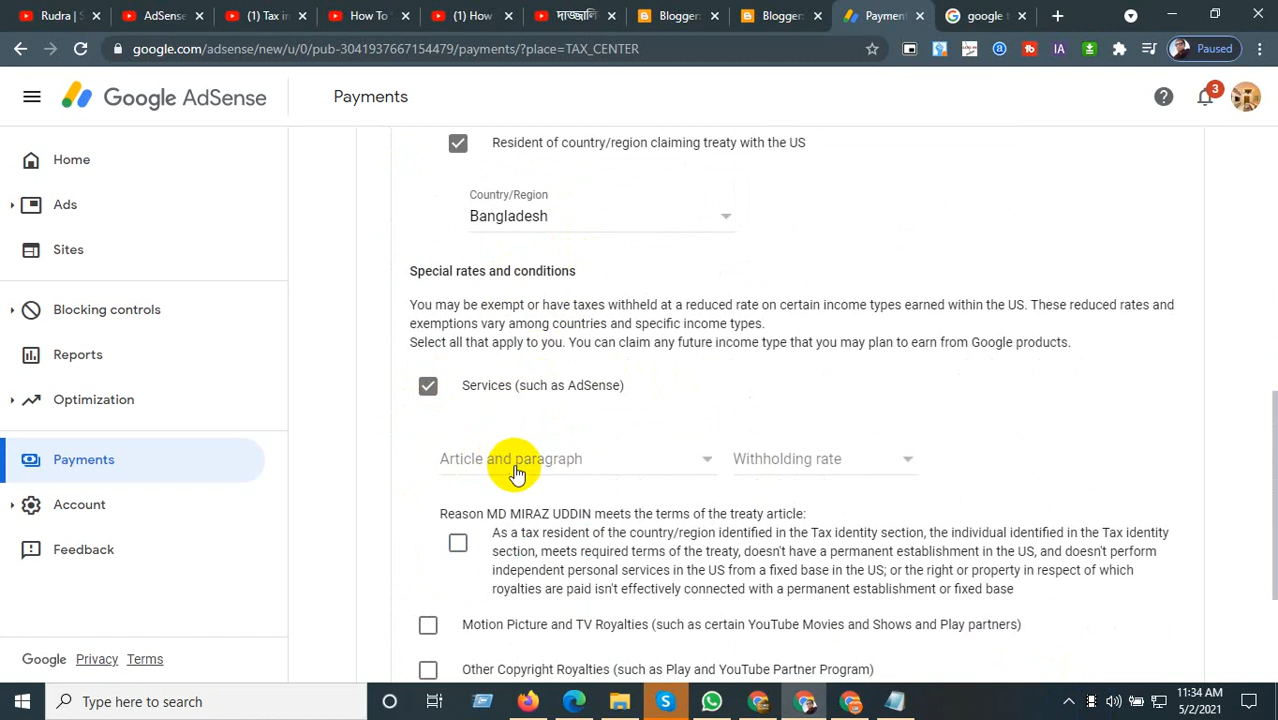 Rudra | S
AdSense
(1) Tax in
How To
(1) How
দাজ্জালি
Blogger:
Blogger:
Payment
google b
google.com/adsense/new/u/0/pub-3041937667154479/payments/?place=TAX_CENTER
IA
Paused
Google AdSense
Payments
3
Home
Ads
Sites
Blocking controls
Reports
Optimization
Payments
Account
Feedback
Google Privacy Terms
Resident of country/region claiming treaty with the US
Country/Region
Bangladesh
Special rates and conditions
You may be exempt or have taxes withheld at a reduced rate on certain income types earned within the US. These reduced rates and
exemptions vary among countries and specific income types.
Select all that apply to you. You can claim any future income type that you may plan to earn from Google products.
Services (such as AdSense)
Article and paragraph
Withholding rate
Reason MD MIRAZ UDDIN meets the terms of the treaty article:
As a tax resident of the country/region identified in the Tax identity section, the individual identified in the Tax identity
section, meets required terms of the treaty, doesn't have a permanent establishment in the US, and doesn't perform
independent personal services in the US from a fixed base in the US; or the right or property in respect of which
royalties are paid isn't effectively connected with a permanent establishment or fixed base
Motion Picture and TV Royalties (such as certain YouTube Movies and Shows and Play partners)
Other Copyright Royalties (such as Play and YouTube Partner Program)
Type here to search
11:34 AM
5/2/2021